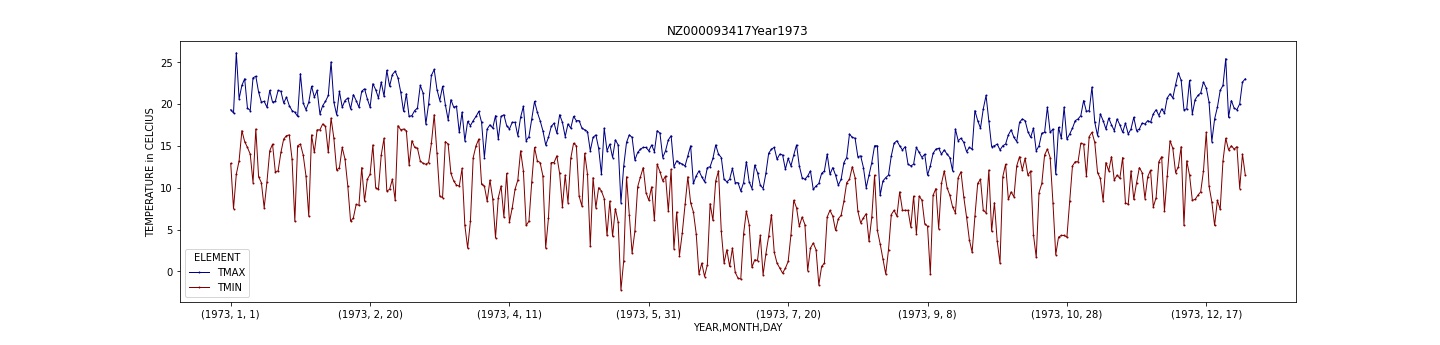 NZ000093417Year1973
TEMPERATURE in CELCIUS
25
20
15
10
5
0
ELEMENT
TMAX
TMIN
(1973, 1, 1) (1973, 2, 20) (1973, 4, 11) (1973, 5, 31) (1973, 7, 20) (1973, 9, 8) (1973, 10, 28) (1973, 12, 17)
YEAR,MONTH,DAY